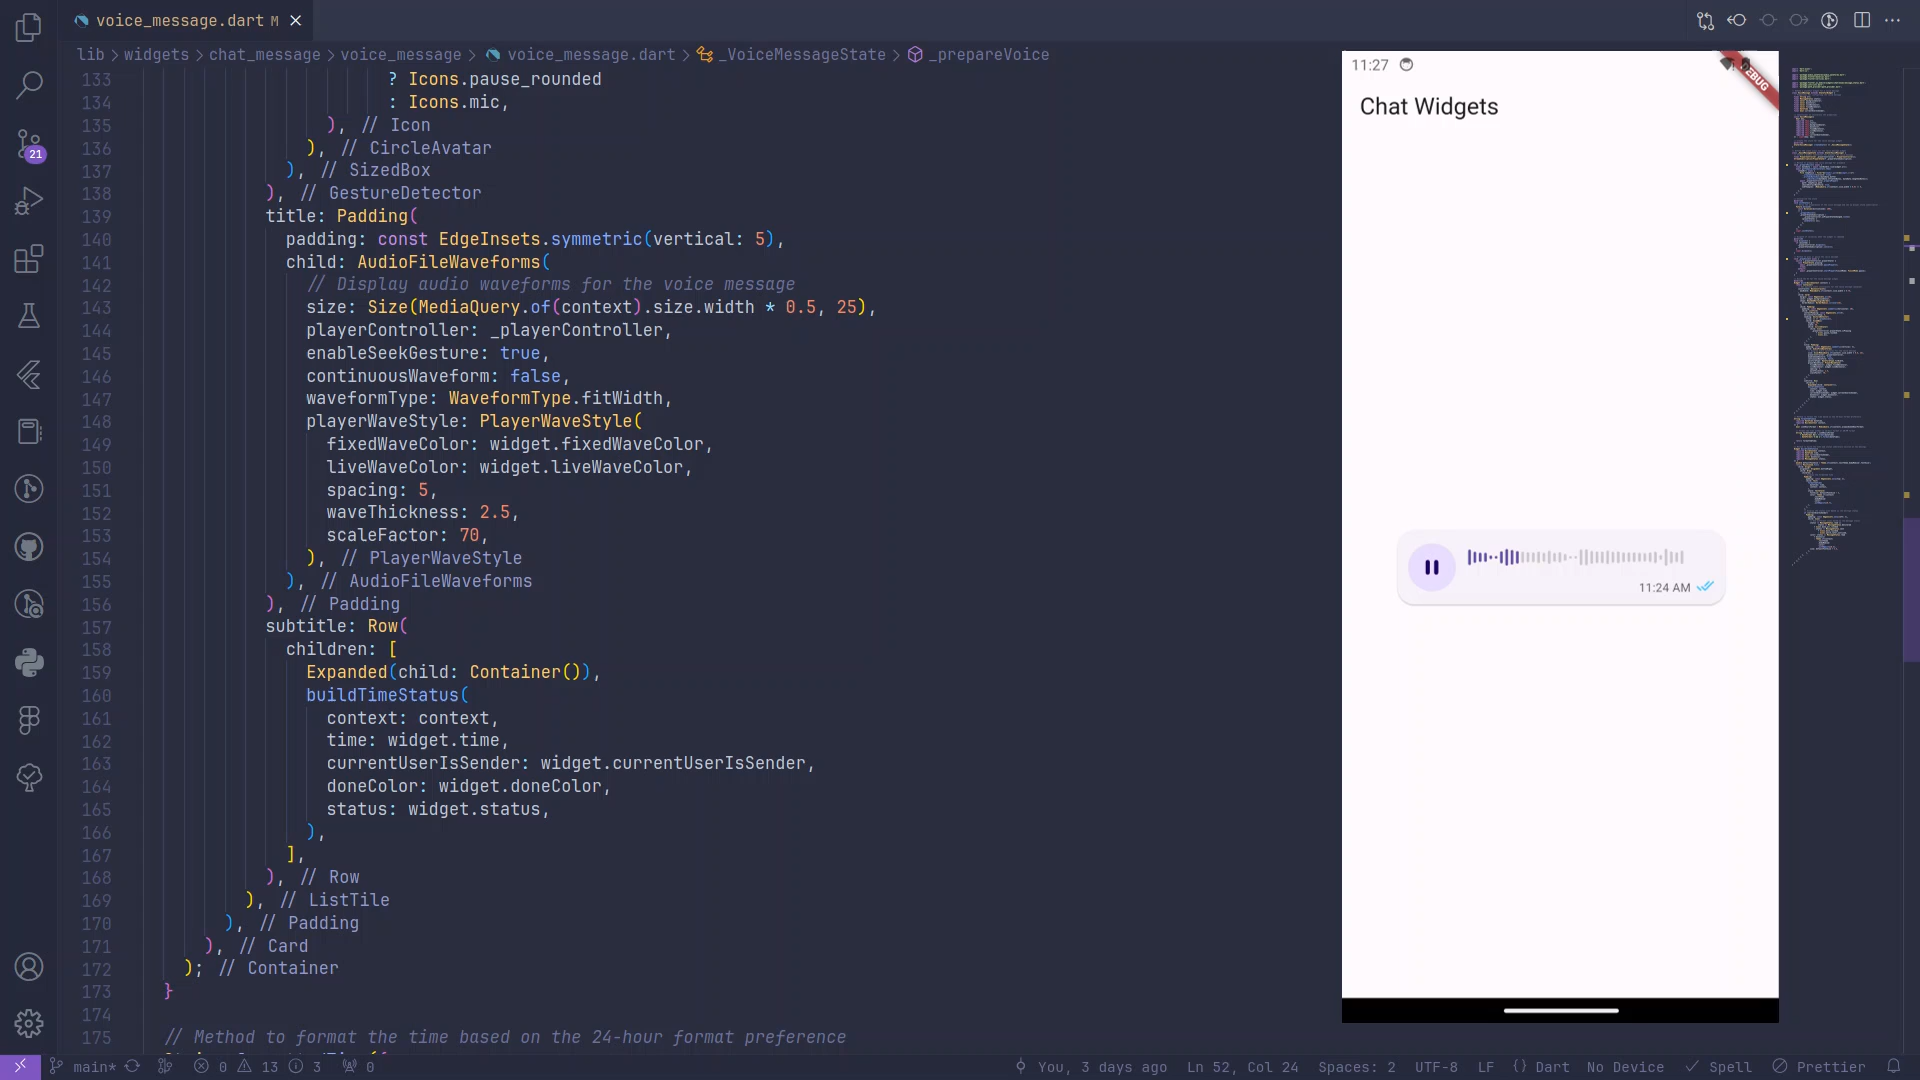 voice_message.dart M
lib > widgets > chat_message > voice_message > voice_message.dart > _VoiceMessageState > _prepareVoice
133 ? Icons.pause_rounded
134 : Icons.mic,
135 ), // Icon
136 ), // CircleAvatar
137 ), // SizedBox
138 ), // GestureDetector
139 title: Padding(
140 padding: const EdgeInsets.symmetric(vertical: 5),
141 child: AudioFileWaveforms(
142 // Display audio waveforms for the voice message
143 size: Size(MediaQuery.of(context).size.width * 0.5, 25),
144 playerController: _playerController,
145 enableSeekGesture: true,
146 continuousWaveform: false,
147 waveformType: WaveformType.fitWidth,
148 playerWaveStyle: PlayerWaveStyle(
149 fixedWaveColor: widget.fixedWaveColor,
150 liveWaveColor: widget.liveWaveColor,
151 spacing: 5,
152 waveThickness: 2.5,
153 scaleFactor: 70,
154 ), // PlayerWaveStyle
155 ), // AudioFileWaveforms
156 ), // Padding
157 subtitle: Row(
158 children: [
159 Expanded(child: Container()),
160 buildTimeStatus(
161 context: context,
162 time: widget.time,
163 currentUserIsSender: widget.currentUserIsSender,
164 doneColor: widget.doneColor,
165 status: widget.status,
166 ),
167 ],
168 ), // Row
169 ), // ListTile
170 ), // Padding
171 ), // Card
172 ); // Container
173 }
174
175 // Method to format the time based on the 24-hour format preference
21
11:27
DEBUG
Chat Widgets
11:24 AM
main* 0 13 3 0 You, 3 days ago Ln 52, Col 24 Spaces: 2 UTF-8 LF {} Dart No Device Spell Prettier